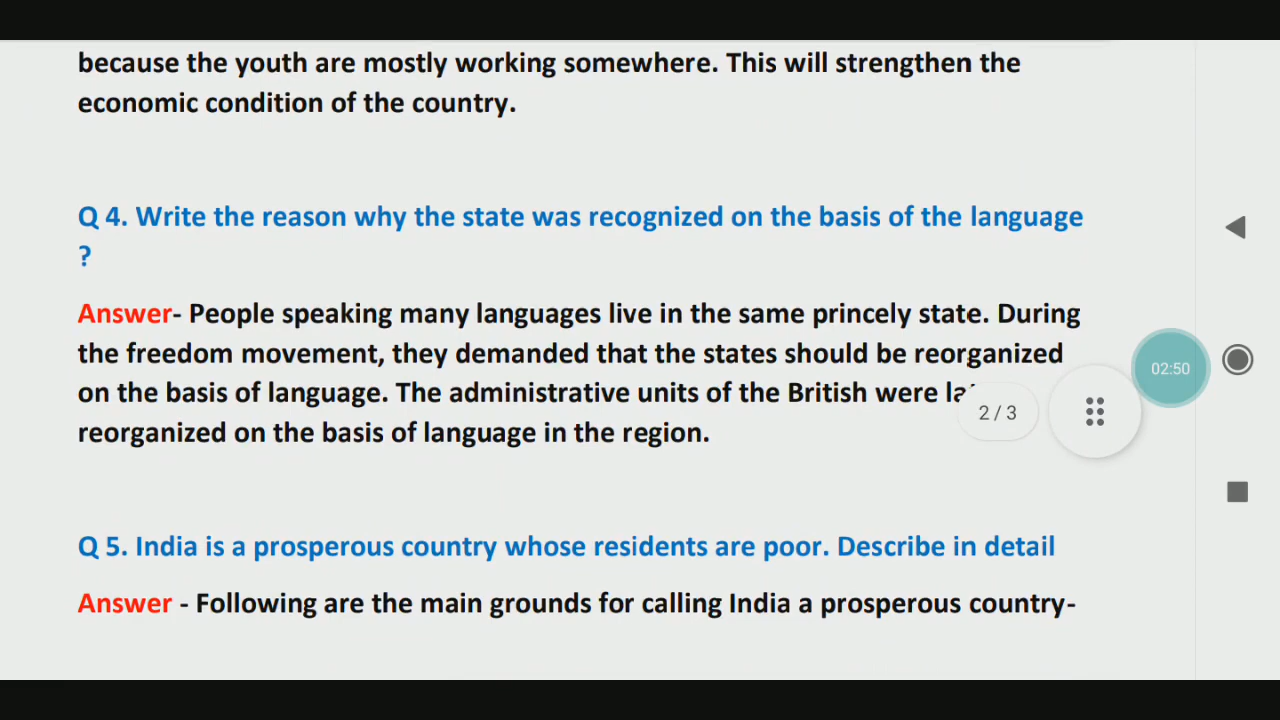 because the youth are mostly working somewhere. This will strengthen the
economic condition of the country.
Q 4. Write the reason why the state was recognized on the basis of the language
?
Answer- People speaking many languages live in the same princely state. During
the freedom movement, they demanded that the states should be reorganized
on the basis of language. The administrative units of the British were
reorganized on the basis of language in the region.
Q 5. India is a prosperous country whose residents are poor. Describe in detail
Answer - Following are the main grounds for calling India a prosperous country-
02:50
2 / 3